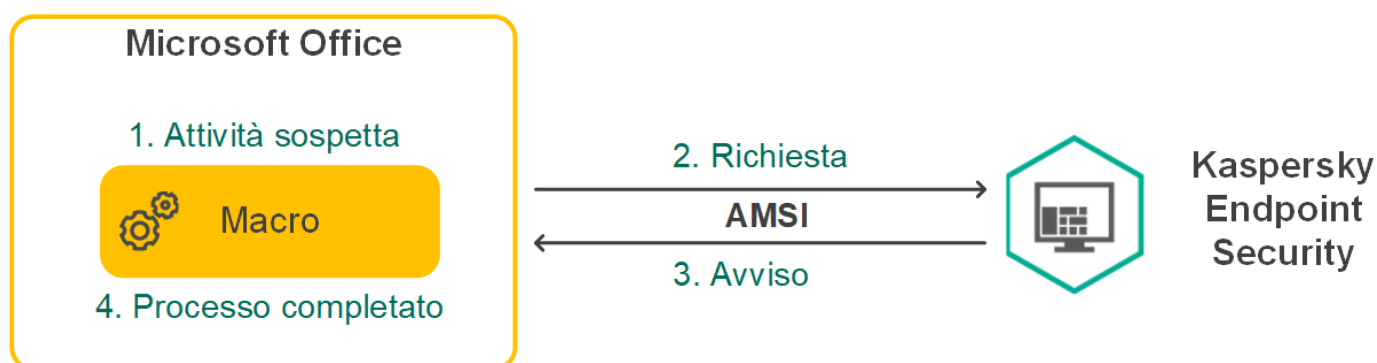 Microsoft Office
1. Attività sospetta
Macro
4. Processo completato
2. Richiesta
AMSI
3. Avviso
Kaspersky
Endpoint
Security